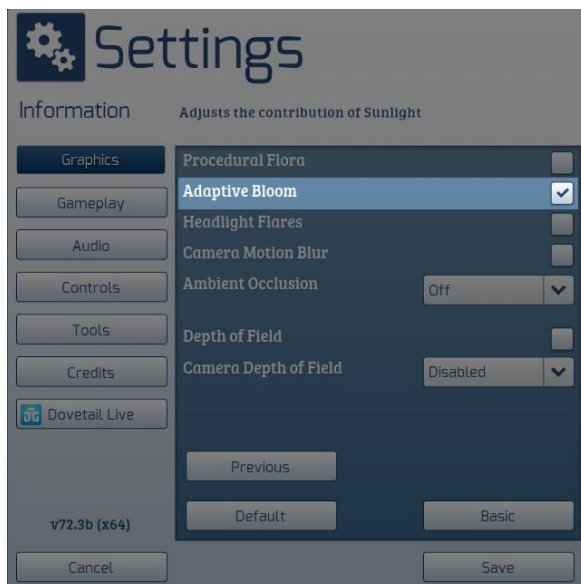 Settings
Information
Adjusts the contribution of Sunlight
Graphics
Gameplay
Audio
Controls
Tools
Credits
Dovetail Live
v72.3b (x64)
Cancel
Procedural Flora
Adaptive Bloom
Headlight Flares
Camera Motion Blur
Ambient Occlusion Off
Depth of Field
Camera Depth of Field Disabled
Previous
Default Basic
Save